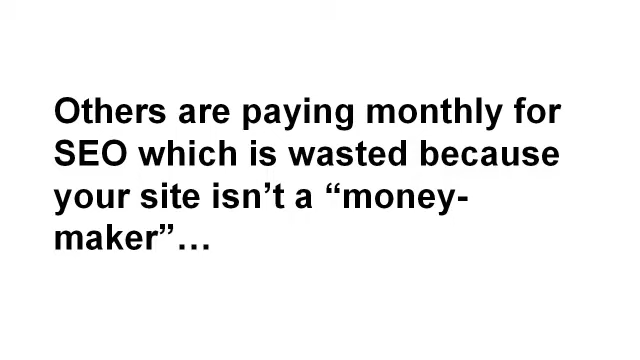 Others are paying monthly for
SEO which is wasted because
your site isn’t a “money-
maker”…